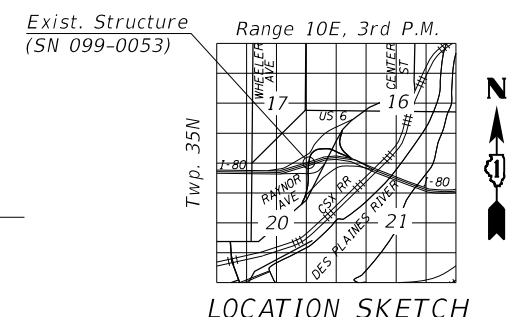 Exist. Structure
(SN 099-0053)
Range 10E, 3rd P.M.
Twp. 35N
WHEELER
AVE
CENTER
ST
17
16
US 6
I-80
I-80
RAYNOR
AVE
CSX RR
20
21
DES PLAINES RIVER
N
1
LOCATION SKETCH